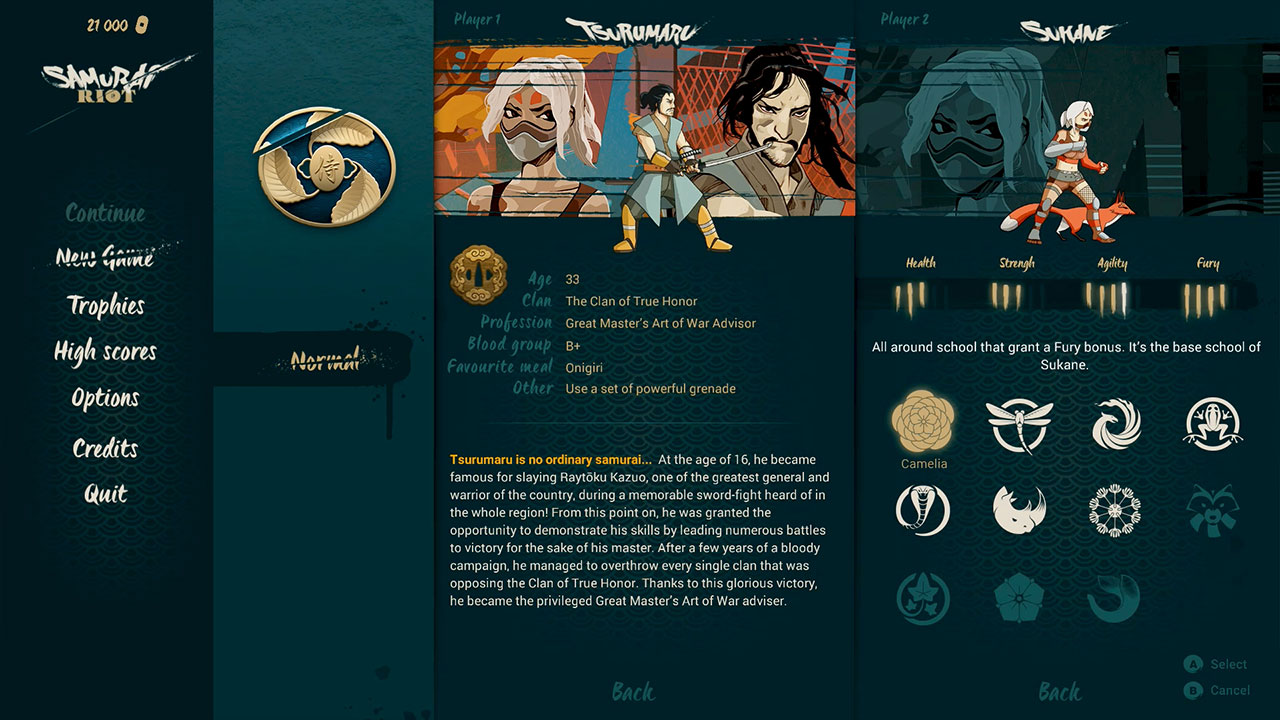 21 000
SAMURAI
RIOT
Continue
New Game
Trophies
High scores
Options
Credits
Quit
侍
Normal
Player 1
TSURUMARU
Age 33
Clan The Clan of True Honor
Profession Great Master's Art of War Advisor
Blood group B+
Favourite meal Onigiri
Other Use a set of powerful grenade
Tsurumaru is no ordinary samurai... At the age of 16, he became
famous for slaying Raytōku Kazuo, one of the greatest general and
warrior of the country, during a memorable sword-fight heard of in
the whole region! From this point on, he was granted the
opportunity to demonstrate his skills by leading numerous battles
to victory for the sake of his master. After a few years of a bloody
campaign, he managed to overthrow every single clan that was
opposing the Clan of True Honor. Thanks to this glorious victory,
he became the privileged Great Master's Art of War adviser.
Back
Player 2
SUKANE
Health Strengh Agility Fury
All around school that grant a Fury bonus. It's the base school of
Sukane.
Camelia
Back
A Select
B Cancel